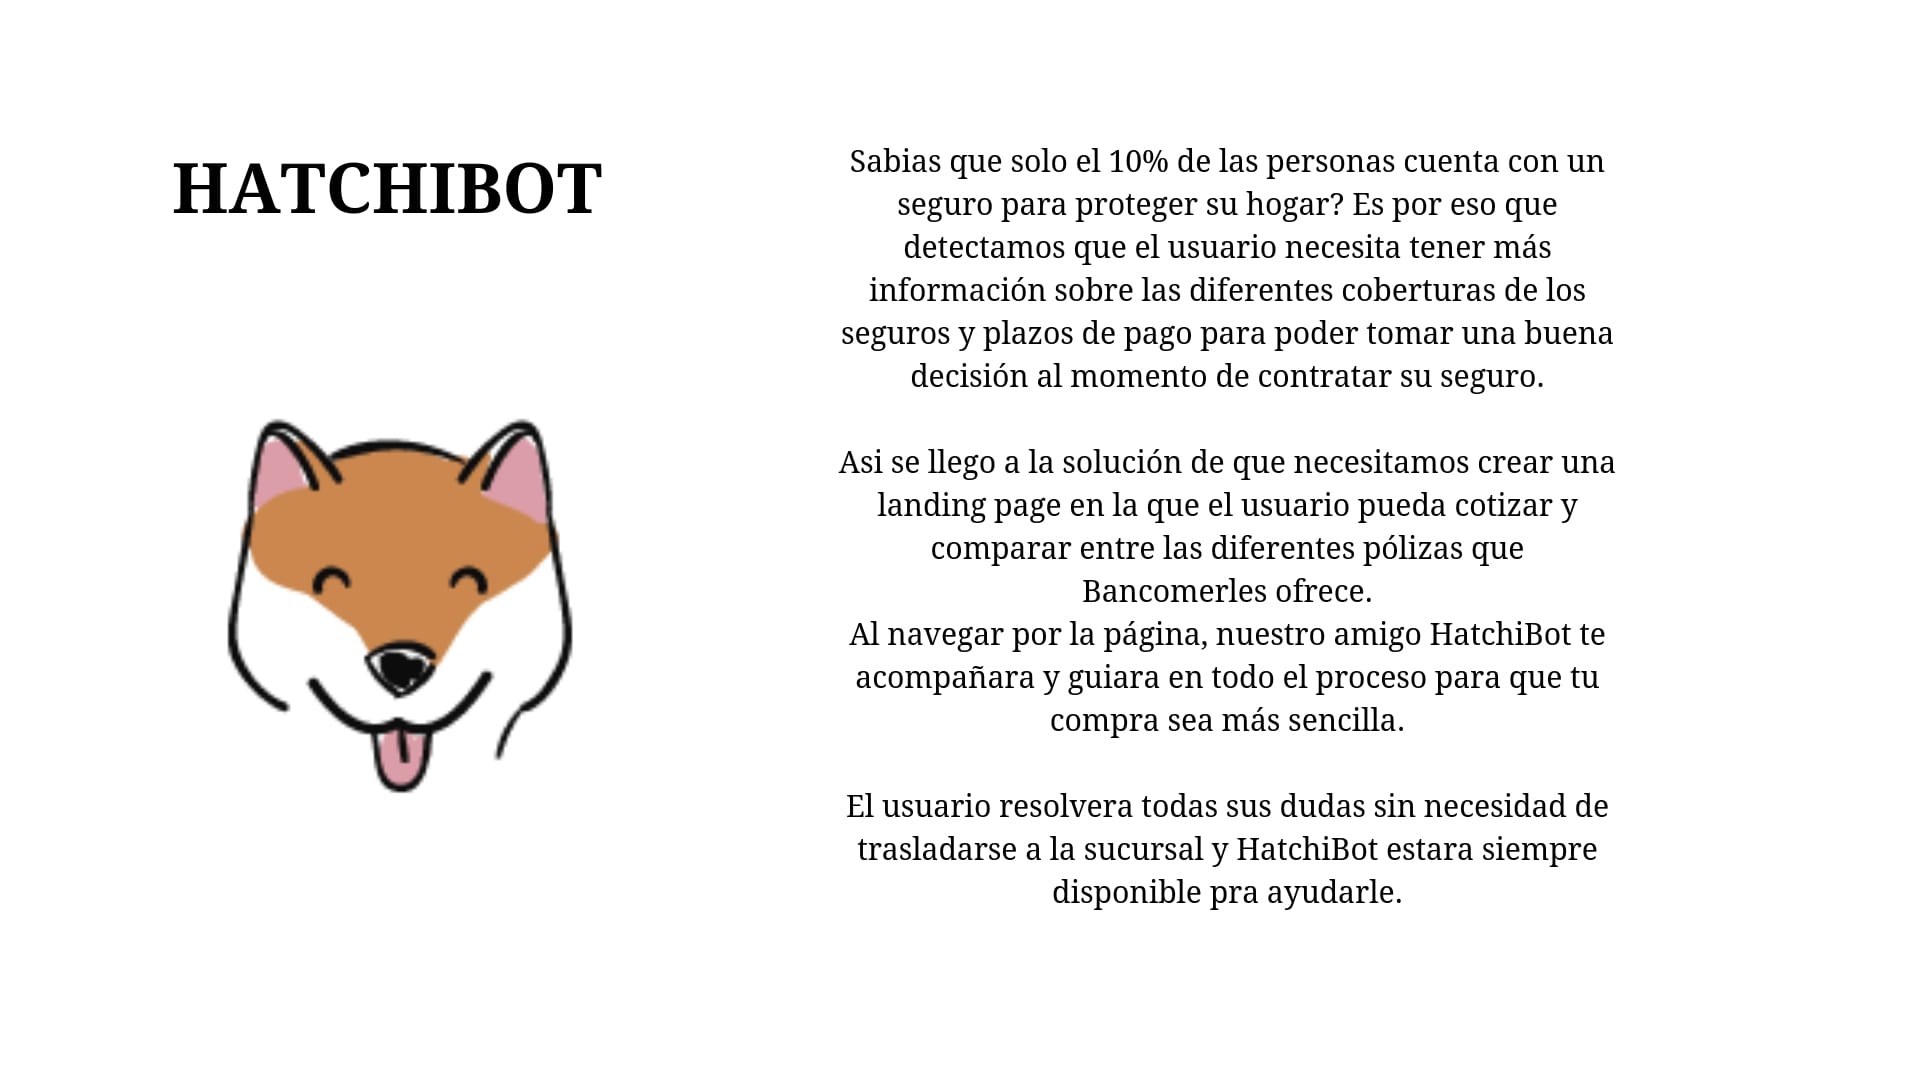 HATCHIBOT
Sabias que solo el 10% de las personas cuenta con un
seguro para proteger su hogar? Es por eso que
detectamos que el usuario necesita tener más
información sobre las diferentes coberturas de los
seguros y plazos de pago para poder tomar una buena
decisión al momento de contratar su seguro.
Asi se llego a la solución de que necesitamos crear una
landing page en la que el usuario pueda cotizar y
comparar entre las diferentes pólizas que
Bancomerles ofrece.
Al navegar por la página, nuestro amigo HatchiBot te
acompañara y guiara en todo el proceso para que tu
compra sea más sencilla.
El usuario resolvera todas sus dudas sin necesidad de
trasladarse a la sucursal y HatchiBot estara siempre
disponible pra ayudarle.